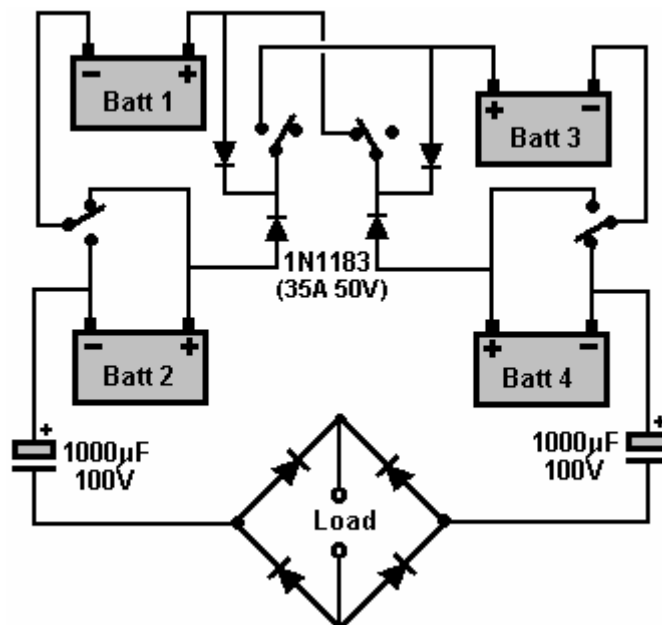 - +
Batt 1
+ -
Batt 3
1N1183
(35A 50V)
- +
Batt 2
+ -
Batt 4
+
1000µF
100V
+
1000µF
100V
Load